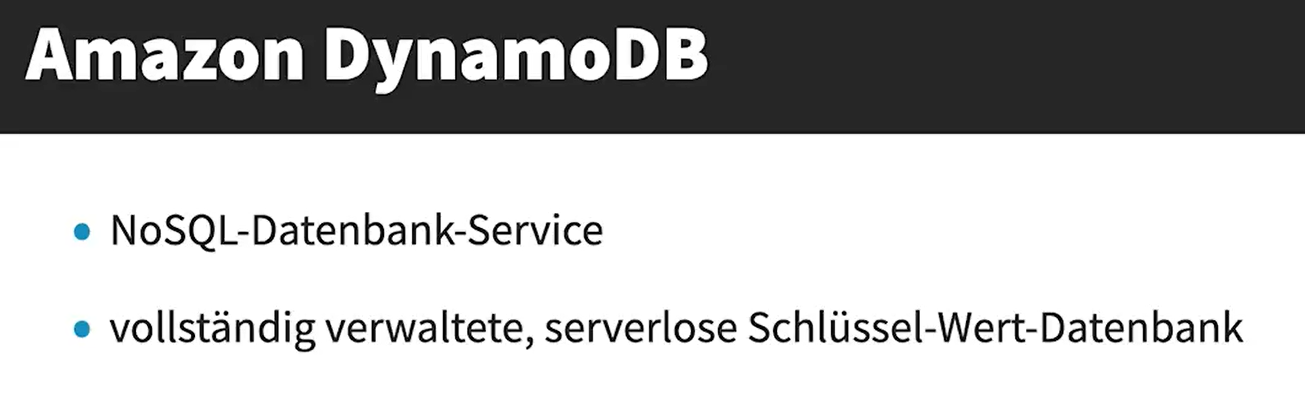 Amazon DynamoDB
• NoSQL-Datenbank-Service
• vollständig verwaltete, serverlose Schlüssel-Wert-Datenbank